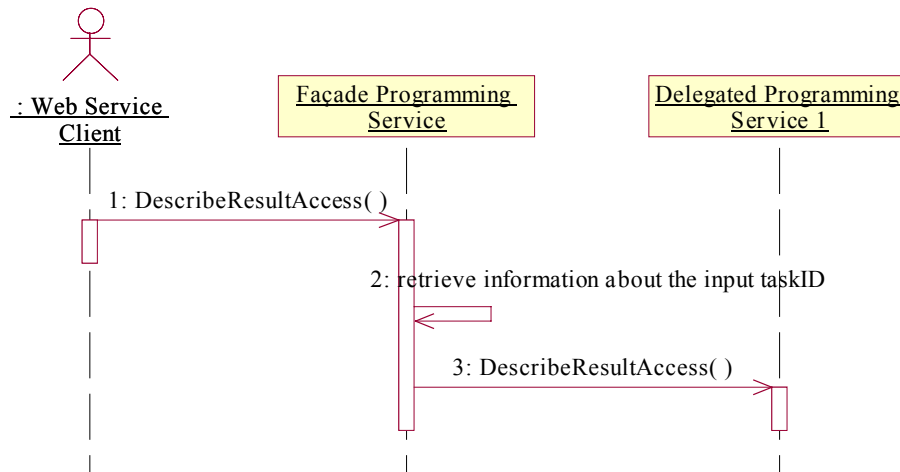 : Web Service
Client
Façade Programming
Service
Delegated Programming
Service 1
1: DescribeResultAccess( )
2: retrieve information about the input taskID
3: DescribeResultAccess( )